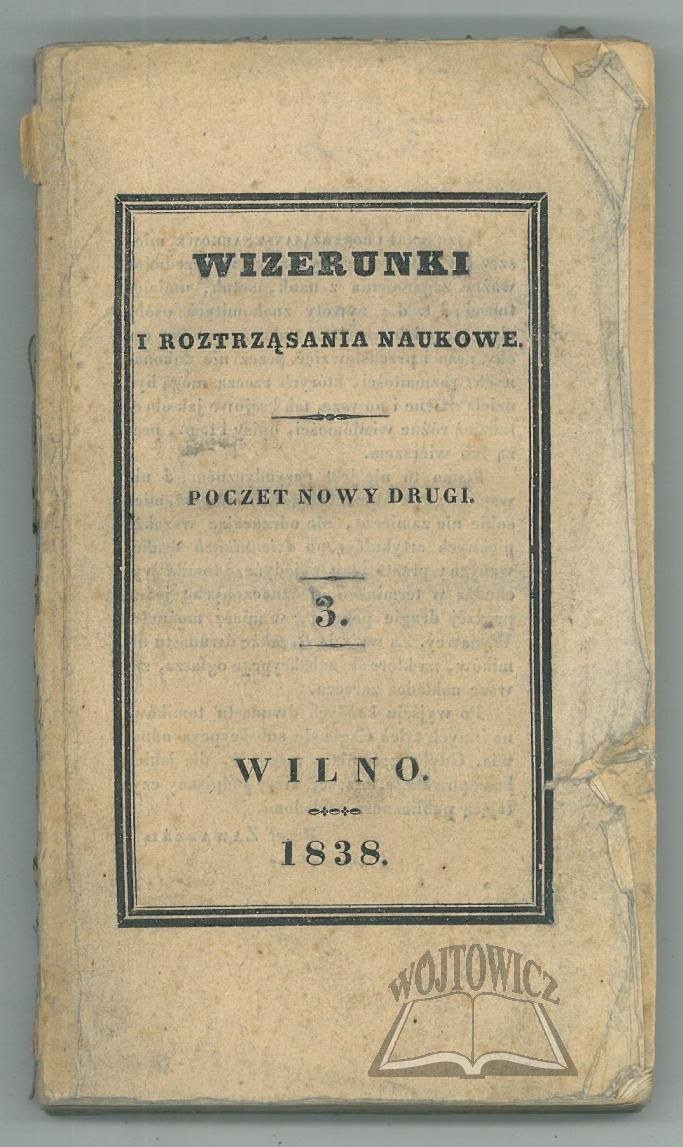 WIZERUNKI
I ROZTRZĄSANIA NAUKOWE.
POCZET NOWY DRUGI.
3.
WILNO.
1838.
WOJTOWICZ